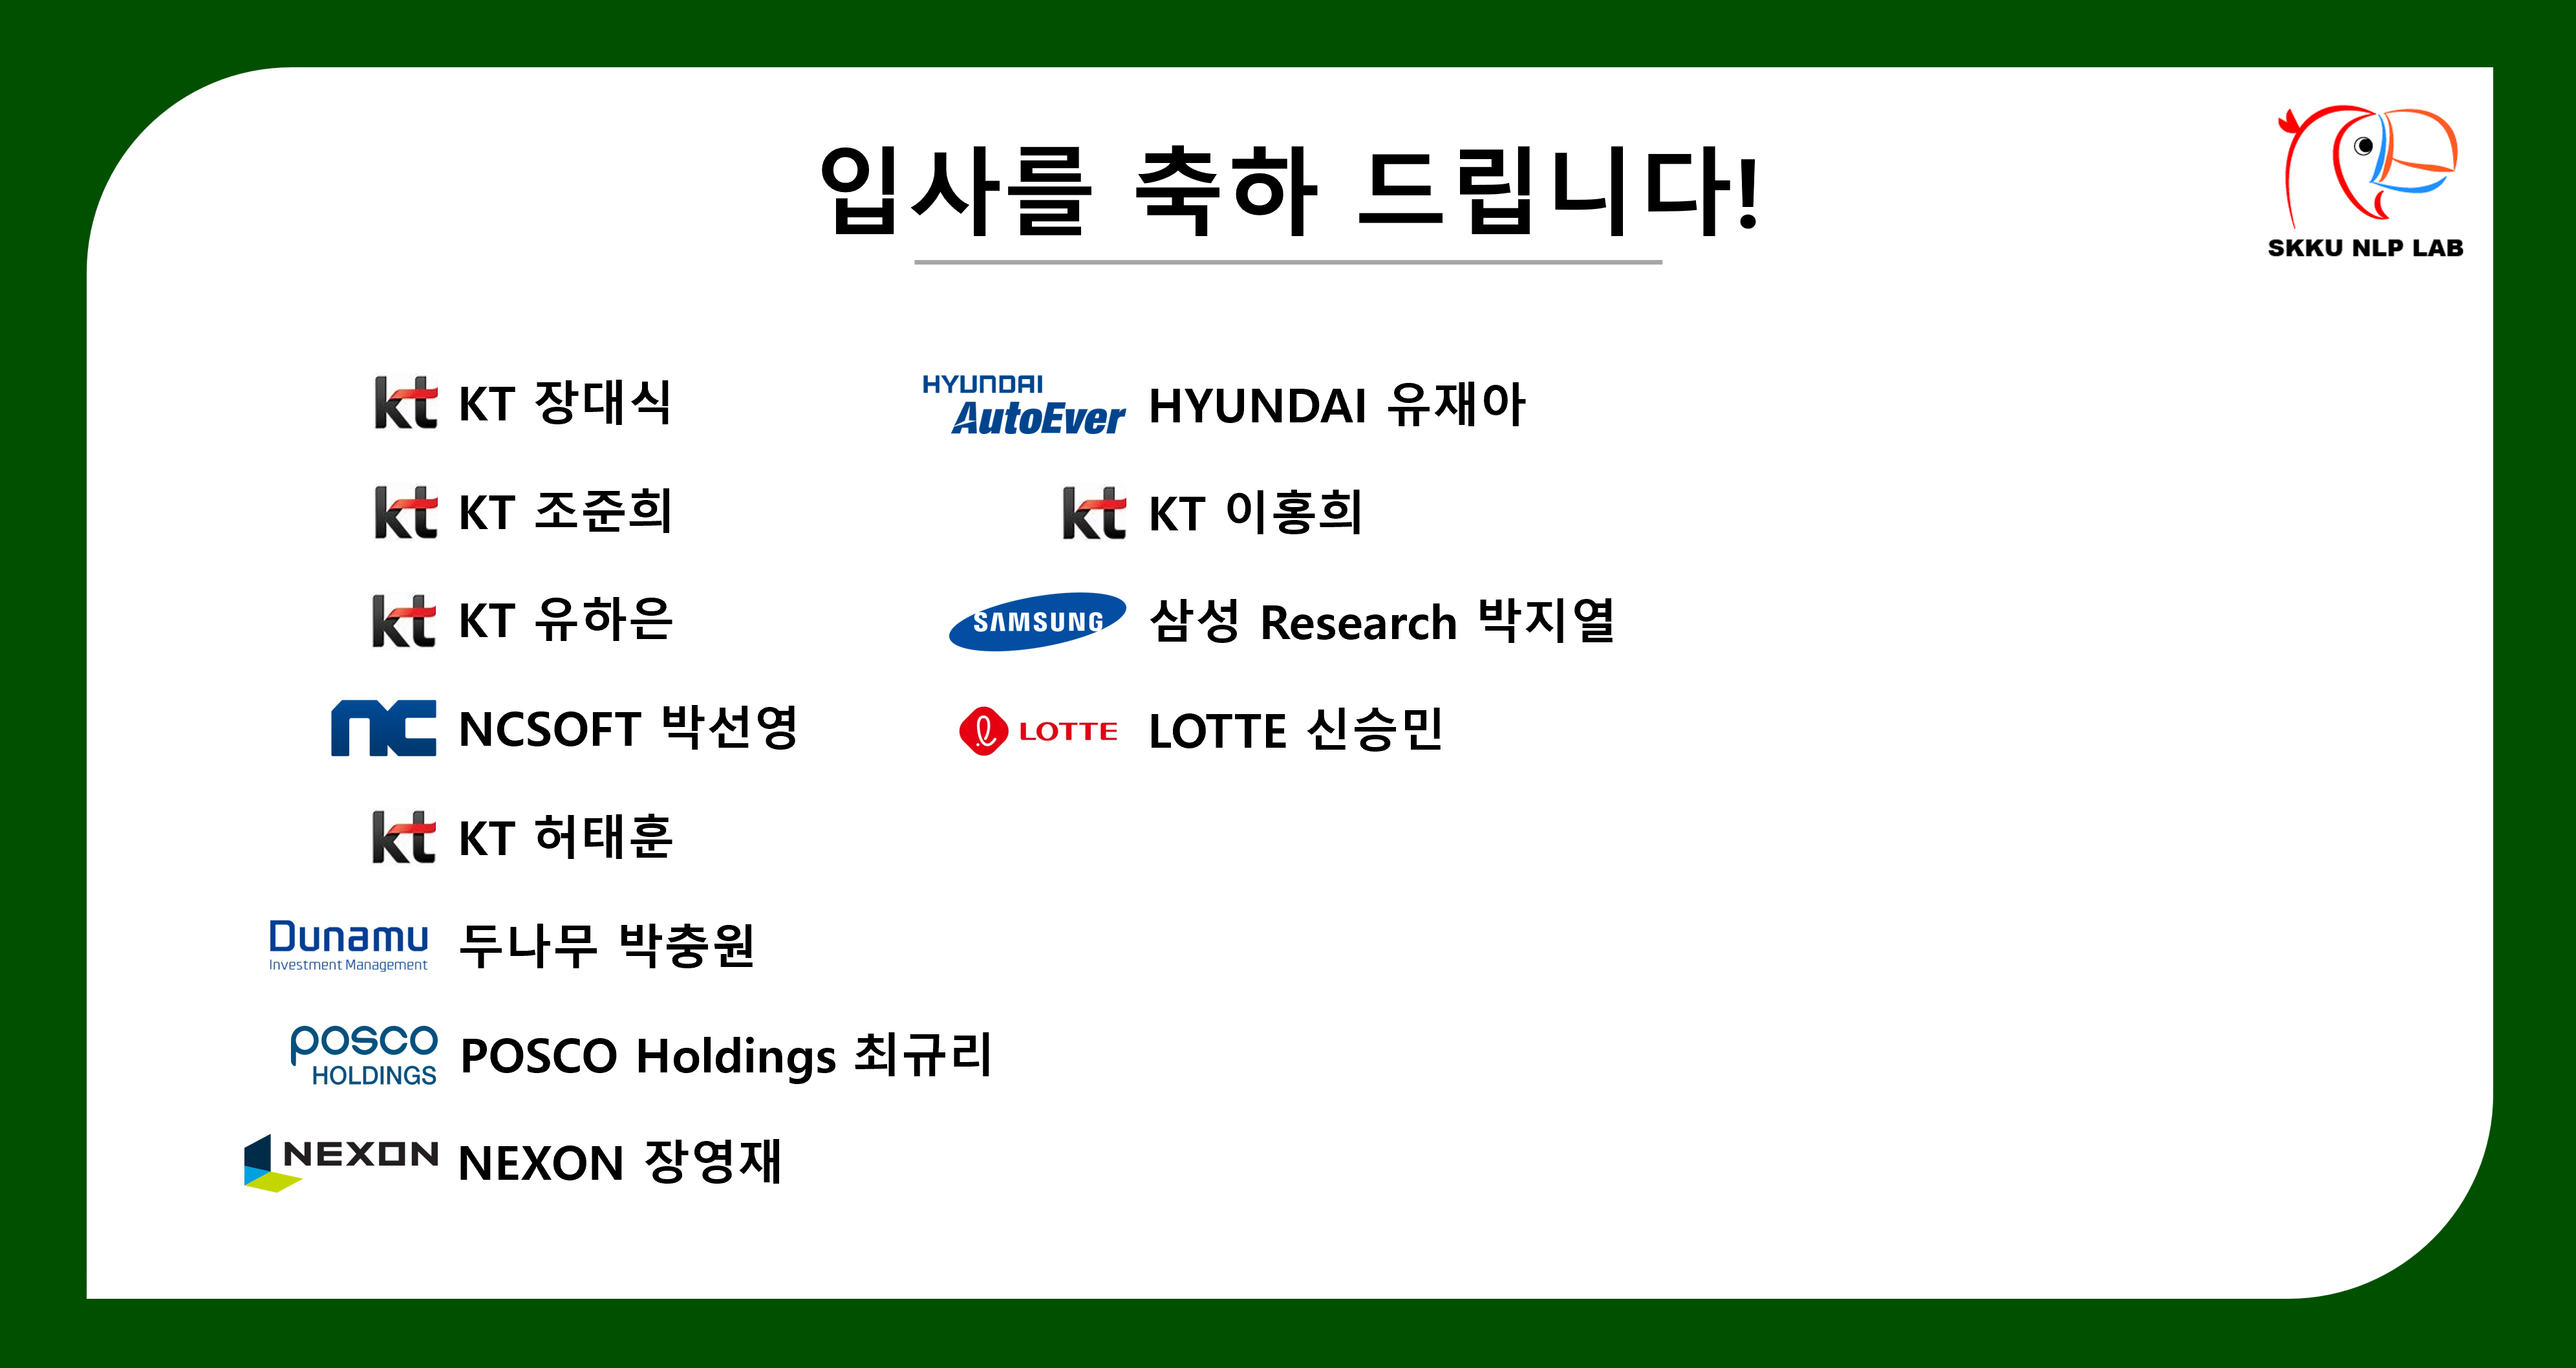 입사를 축하 드립니다!
SKKU NLP LAB
kt KT 장대식
kt KT 조준희
kt KT 유하은
nc NCSOFT 박선영
kt KT 허태훈
Dunamu
Investment Management
두나무 박충원
posco
HOLDINGS
POSCO Holdings 최규리
NEXON NEXON 장영재
HYUNDAI
AutoEver
HYUNDAI 유재아
kt KT 이홍희
SAMSUNG 삼성 Research 박지열
LOTTE LOTTE 신승민